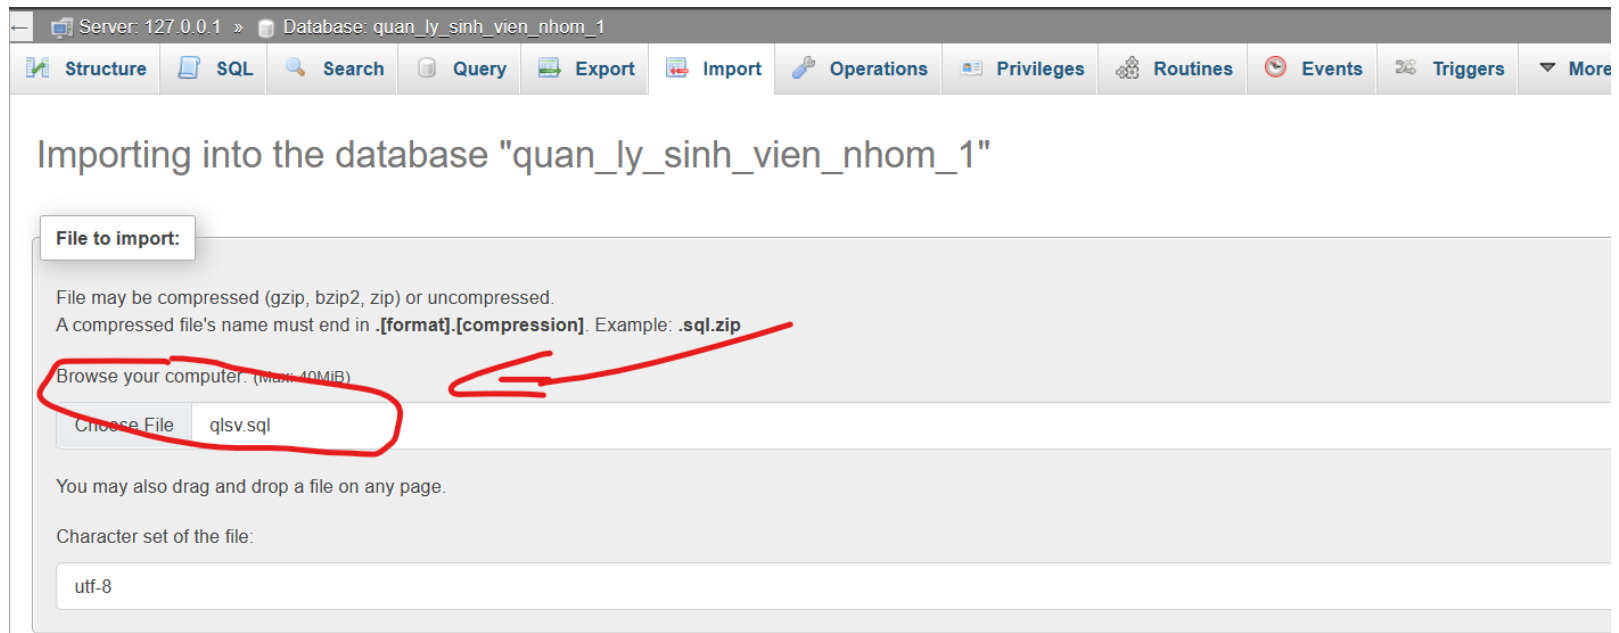 Server: 127.0.0.1 » Database: quan_ly_sinh_vien_nhom_1
Structure SQL Search Query Export Import Operations Privileges Routines Events Triggers More
Importing into the database "quan_ly_sinh_vien_nhom_1"
File to import:
File may be compressed (gzip, bzip2, zip) or uncompressed.
A compressed file's name must end in .[format].[compression]. Example: .sql.zip
Browse your computer: (Max: 40MiB)
Choose File qlsv.sql
You may also drag and drop a file on any page.
Character set of the file:
utf-8